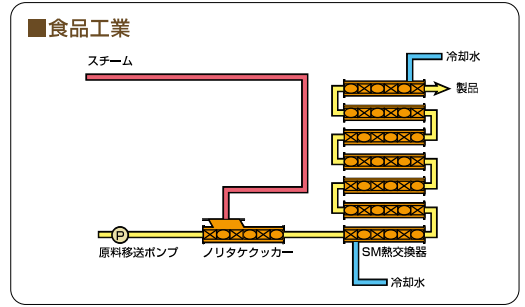 ■食品工業
スチーム
冷却水
製品
P
原料移送ポンプ
ノリタケクッカー
SM熱交換器
冷却水